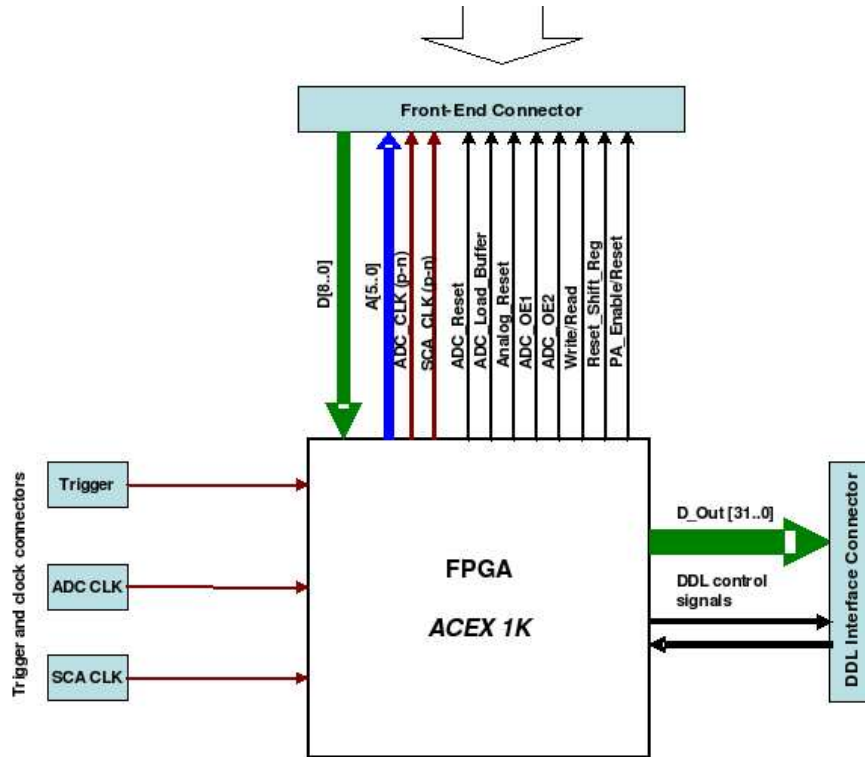 Front-End Connector
D[8..0]
A[5..0]
ADC_CLK (p-n)
SCA_CLK (p-n)
ADC_Reset
ADC_Load_Buffer
Analog_Reset
ADC_OE1
ADC_OE2
Write/Read
Reset_Shift_Reg
PA_Enable/Reset
Trigger and clock connectors
Trigger
ADC CLK
SCA CLK
FPGA
ACEX 1K
D_Out [31..0]
DDL control
signals
DDL Interface Connector